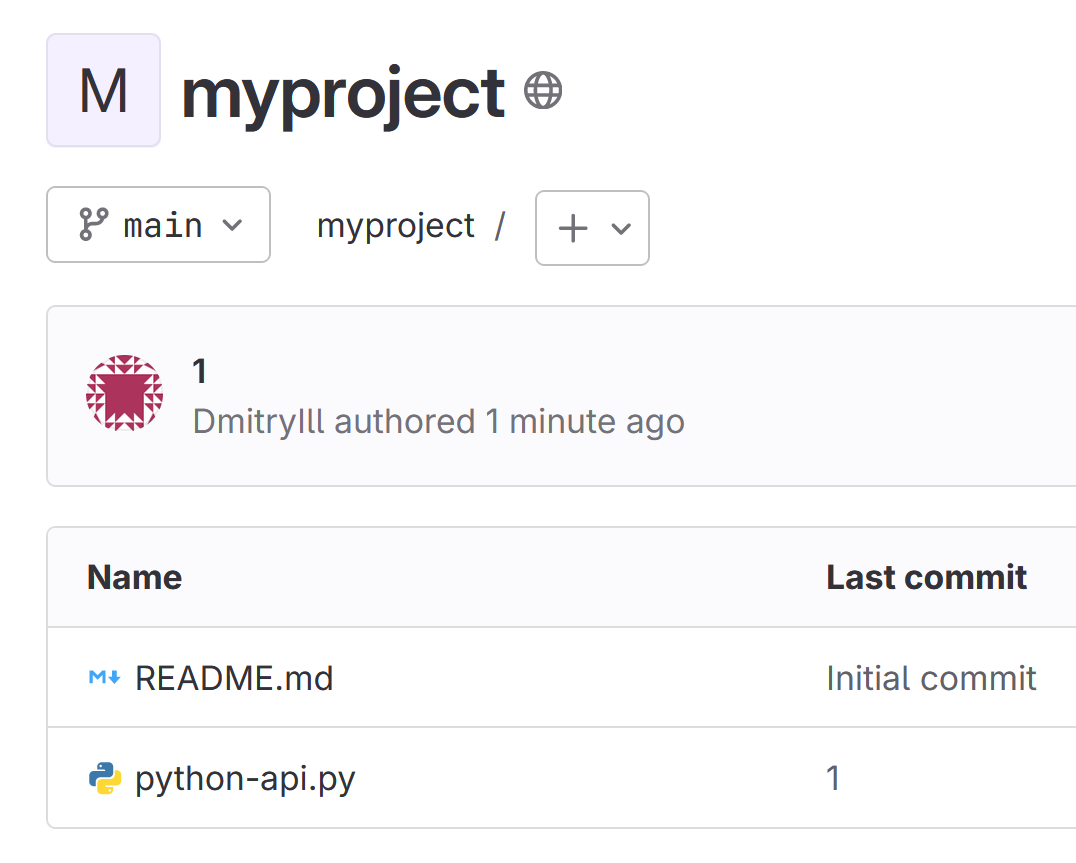 M myproject
main myproject /
1
DmitryIll authored 1 minute ago
Name Last commit
README.md Initial commit
python-api.py 1